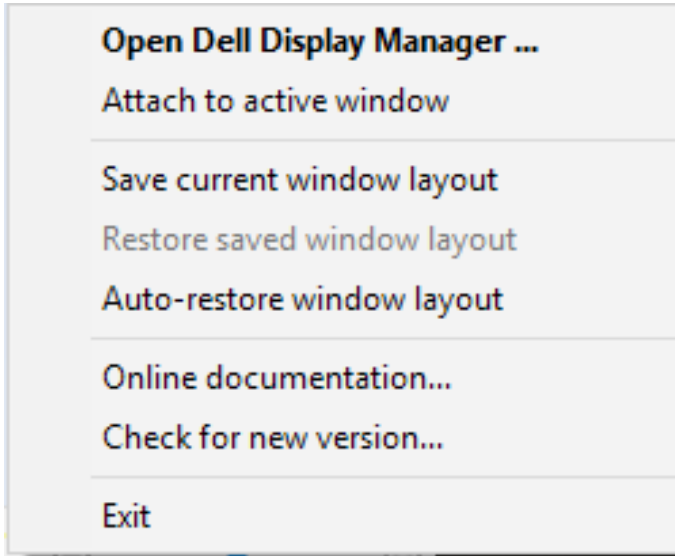 Open Dell Display Manager ...
Attach to active window
Save current window layout
Restore saved window layout
Auto-restore window layout
Online documentation...
Check for new version...
Exit